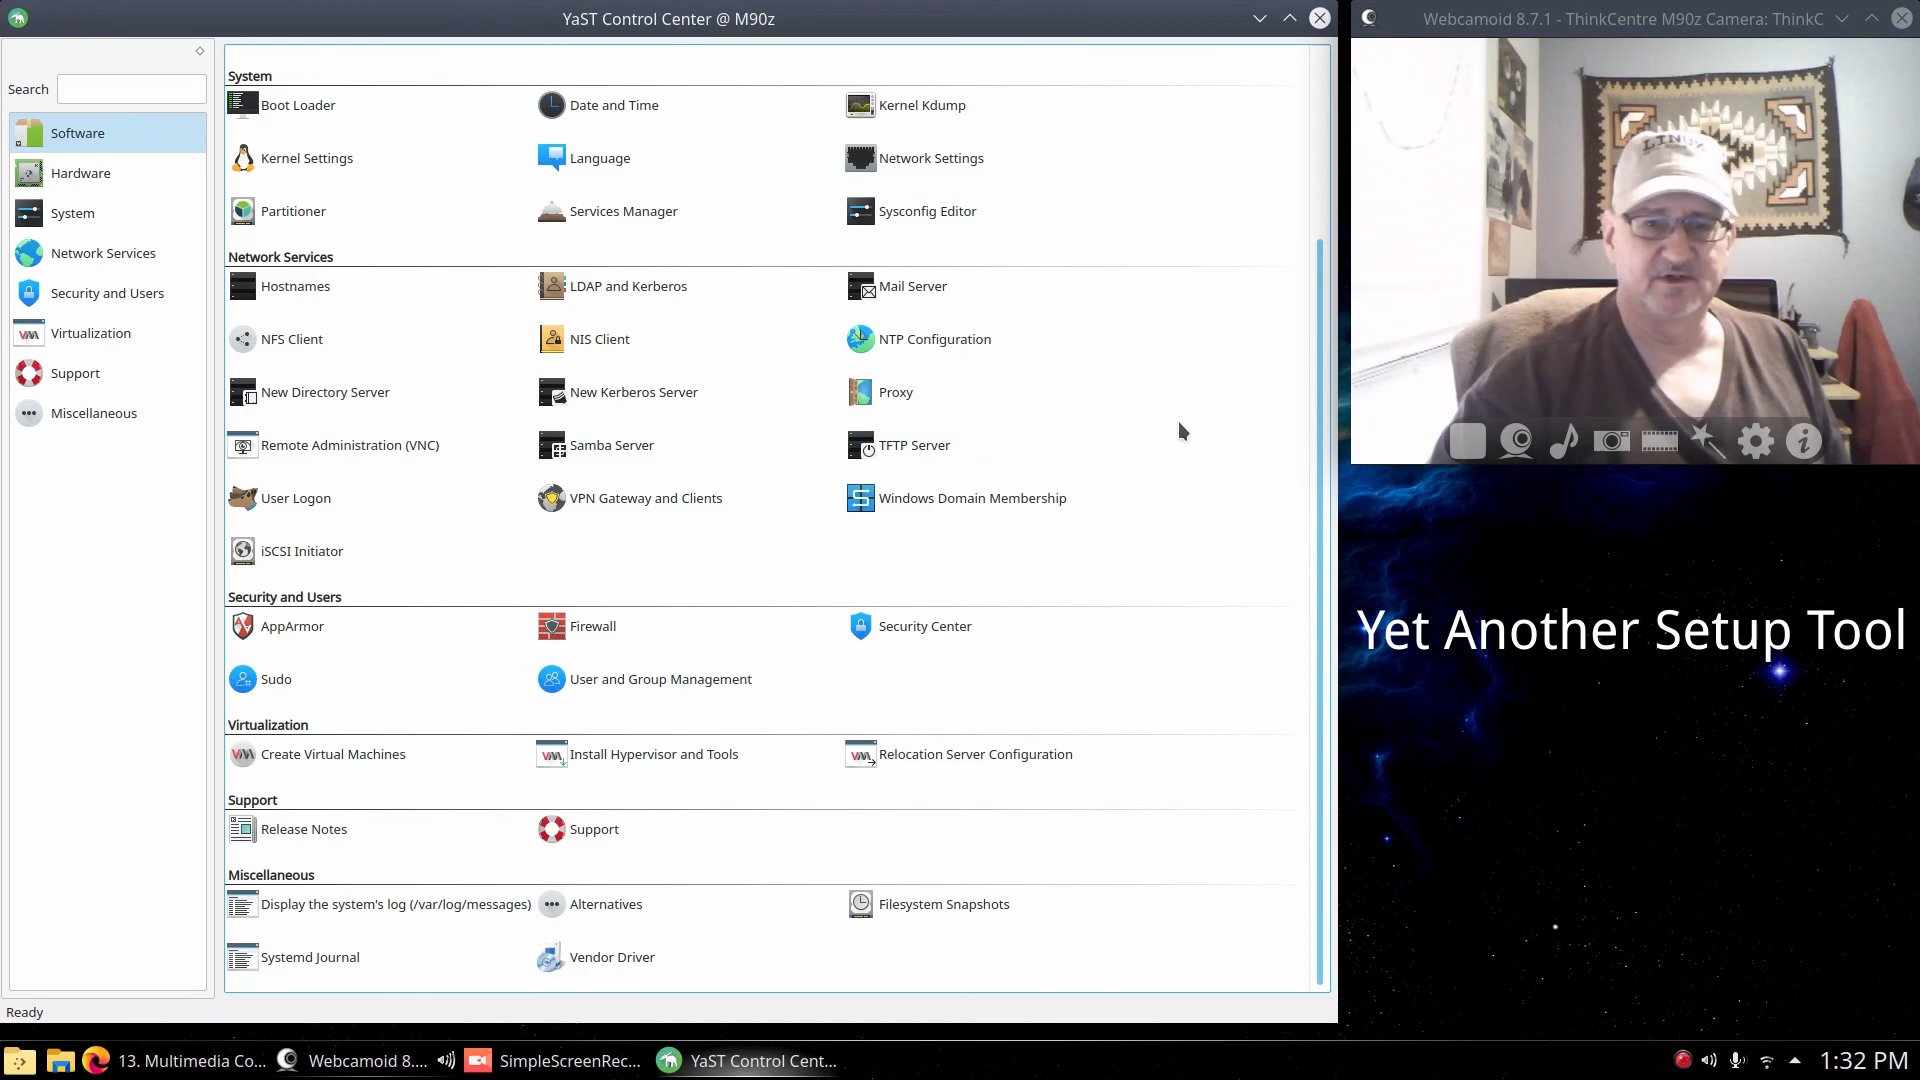 YaST Control Center @ M90z
Webcamoid 8.7.1 - ThinkCentre M90z Camera: ThinkC
Search
Software
Hardware
System
Network Services
Security and Users
Virtualization
Support
Miscellaneous
System
Boot Loader
Date and Time
Kernel Kdump
Kernel Settings
Language
Network Settings
Partitioner
Services Manager
Sysconfig Editor
Network Services
Hostnames
LDAP and Kerberos
Mail Server
NFS Client
NIS Client
NTP Configuration
New Directory Server
New Kerberos Server
Proxy
Remote Administration (VNC)
Samba Server
TFTP Server
User Logon
VPN Gateway and Clients
Windows Domain Membership
iSCSI Initiator
Security and Users
AppArmor
Firewall
Security Center
Sudo
User and Group Management
Virtualization
Create Virtual Machines
Install Hypervisor and Tools
Relocation Server Configuration
Support
Release Notes
Support
Miscellaneous
Display the system's log (/var/log/messages)
Alternatives
Filesystem Snapshots
Systemd Journal
Vendor Driver
LINUX
Yet Another Setup Tool
Ready
13. Multimedia Co...
Webcamoid 8....
SimpleScreenRec...
YaST Control Cent...
1:32 PM